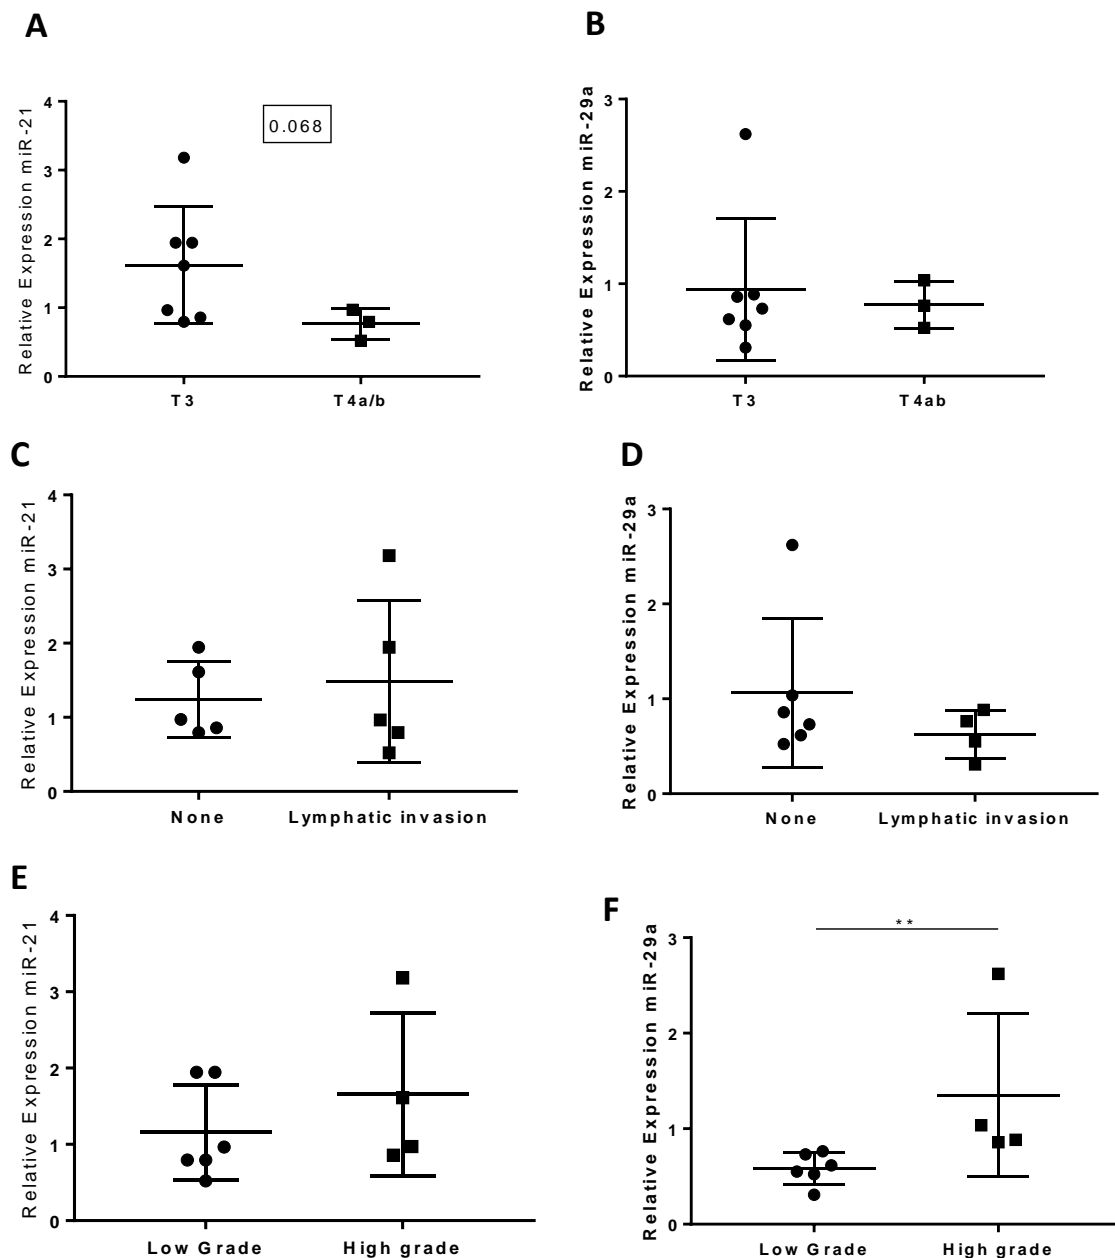 A
Relative Expression miR-21
4
3
2
1
0
0.068
T3
T4a/b
B
Relative Expression miR-29a
3
2
1
0
T3
T4ab
C
Relative Expression miR-21
4
3
2
1
0
None
Lymphatic invasion
D
Relative Expression miR-29a
3
2
1
0
None
Lymphatic invasion
E
Relative Expression miR-21
4
3
2
1
0
Low Grade
High grade
F
Relative Expression miR-29a
3
2
1
0
**
Low Grade
High grade